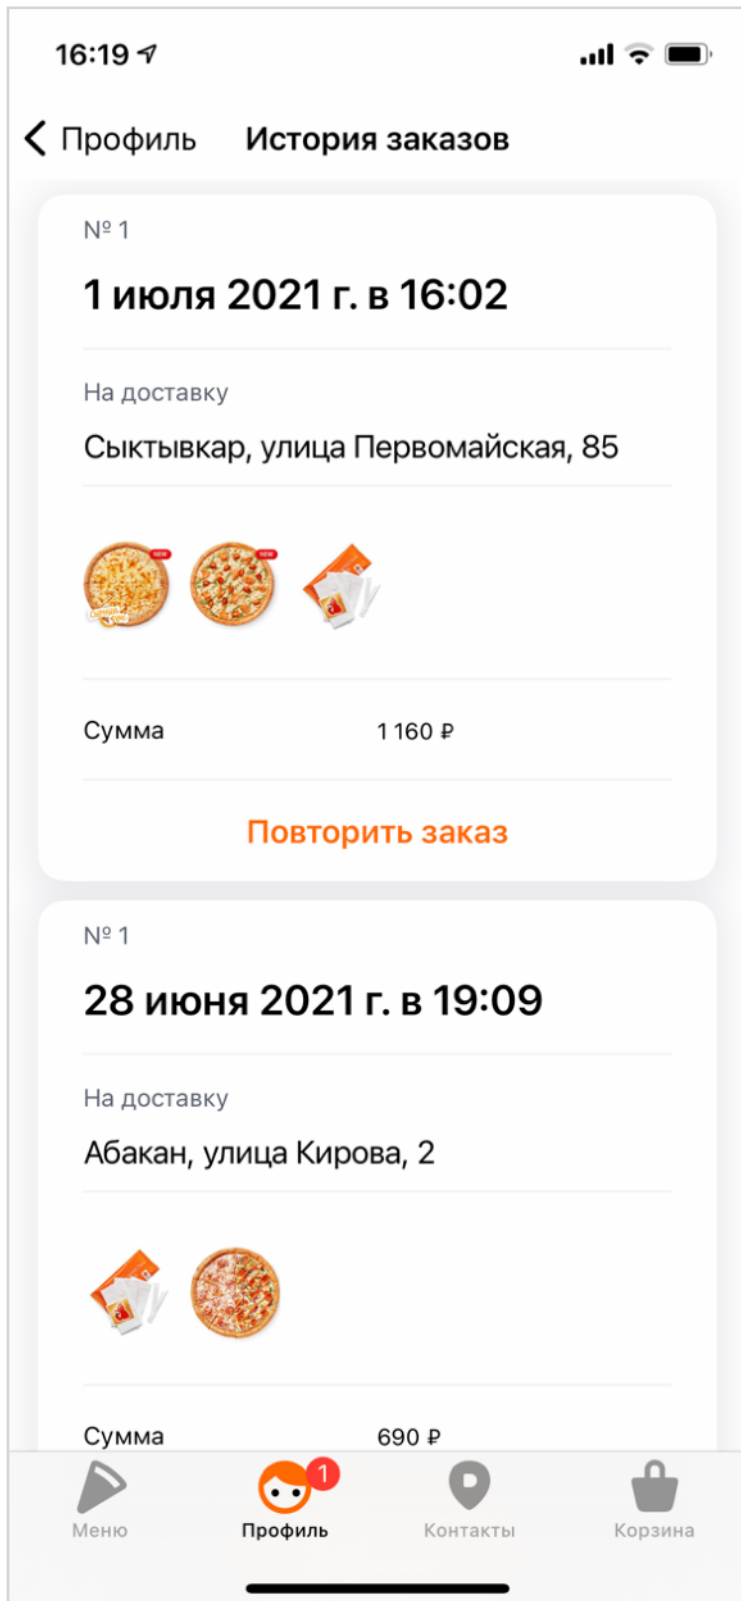 16:19
Профиль История заказов
№ 1
1 июля 2021 г. в 16:02
На доставку
Сыктывкар, улица Первомайская, 85
NEW NEW
Сумма 1 160 ₽
Повторить заказ
№ 1
28 июня 2021 г. в 19:09
На доставку
Абакан, улица Кирова, 2
Сумма 690 ₽
1
Меню Профиль Контакты Корзина